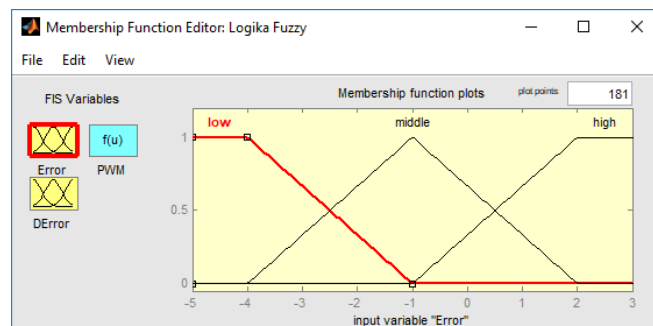 Membership Function Editor: Logika Fuzzy
File Edit View
FIS Variables
Membership function plots
plot points
181
f(u)
Error PWM
DError
low middle high
1
0.5
0
-5 -4 -3 -2 -1 0 1 2 3
input variable "Error"